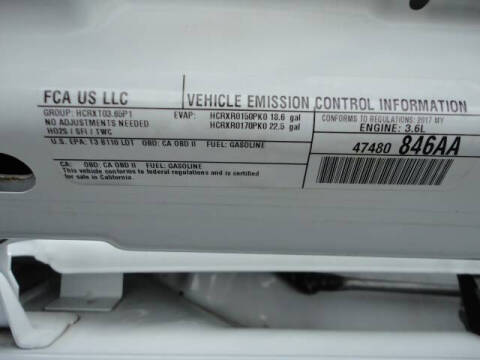 FCA US LLC
VEHICLE EMISSION CONTROL INFORMATION
GROUP: HCRXT03.65P1
EVAP: HCRXR0150PK0 18.6 gal
CONFORMS TO REGULATIONS: 2017 MY
NO ADJUSTMENTS NEEDED
HCRXR0170PK0 22.5 gal
ENGINE: 3.6L
HO2S / SFI / TWC
U.S. EPA: T3 B110 LDT OBD: CA OBD II FUEL: GASOLINE
47480 846AA
CA: OBD: CA OBD II FUEL: GASOLINE
This vehicle conforms to federal regulations and is certified
for sale in California